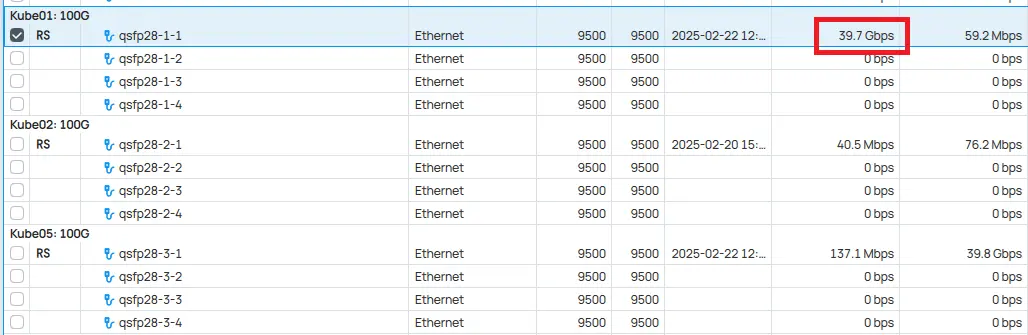 Kube01: 100G
RS qsfp28-1-1 Ethernet 9500 9500 2025-02-22 12:... 39.7 Gbps 59.2 Mbps
qsfp28-1-2 Ethernet 9500 9500 0 bps 0 bps
qsfp28-1-3 Ethernet 9500 9500 0 bps 0 bps
qsfp28-1-4 Ethernet 9500 9500 0 bps 0 bps
Kube02: 100G
RS qsfp28-2-1 Ethernet 9500 9500 2025-02-20 15:... 40.5 Mbps 76.2 Mbps
qsfp28-2-2 Ethernet 9500 9500 0 bps 0 bps
qsfp28-2-3 Ethernet 9500 9500 0 bps 0 bps
qsfp28-2-4 Ethernet 9500 9500 0 bps 0 bps
Kube05: 100G
RS qsfp28-3-1 Ethernet 9500 9500 2025-02-22 12:... 137.1 Mbps 39.8 Gbps
qsfp28-3-2 Ethernet 9500 9500 0 bps 0 bps
qsfp28-3-3 Ethernet 9500 9500 0 bps 0 bps
qsfp28-3-4 Ethernet 9500 9500 0 bps 0 bps